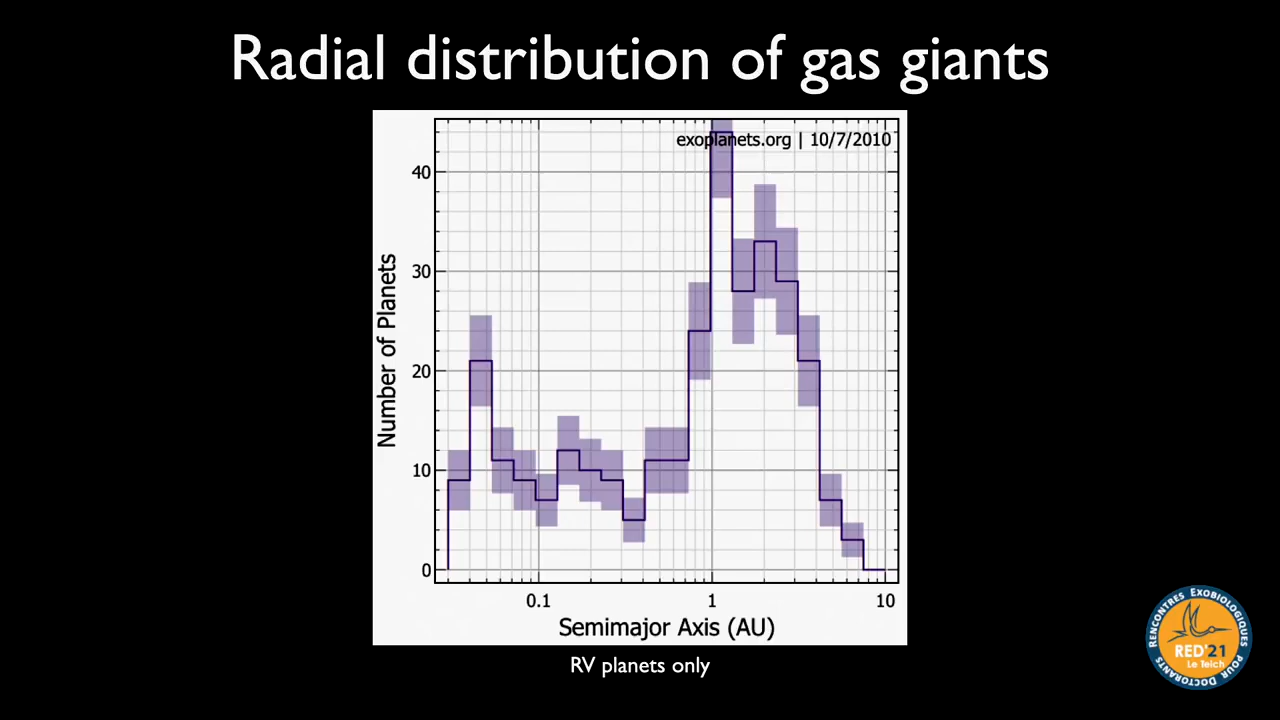 Radial distribution of gas giants
exoplanets.org | 10/7/2010
40
30
20
10
0
Number of Planets
0.1 1 10
Semimajor Axis (AU)
RV planets only
RENCONTRES EXOBIOLOGIQUES POUR DOCTORANTS
RED'21
Le Teich